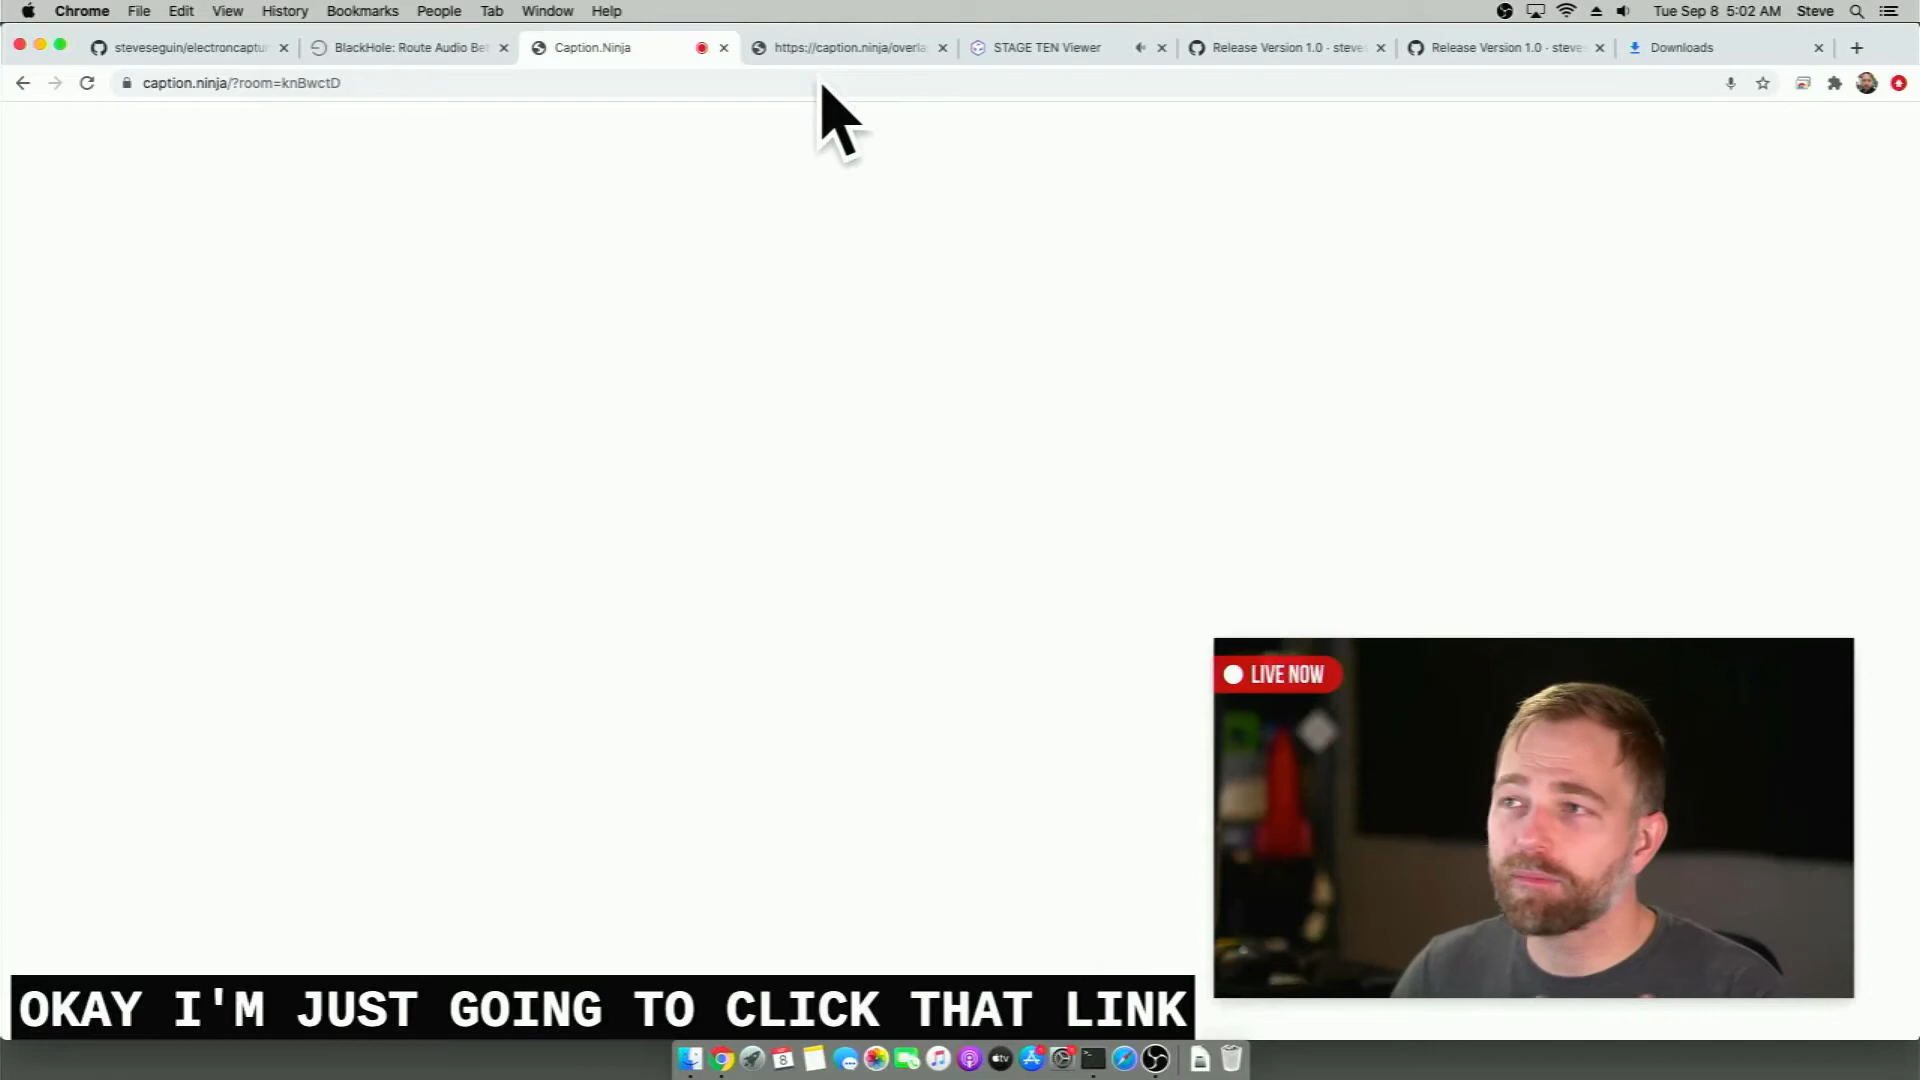 Chrome File Edit View History Bookmarks People Tab Window Help Tue Sep 8 5:02 AM Steve
steveseguin/electroncaptu BlackHole: Route Audio Be Caption.Ninja https://caption.ninja/overla STAGE TEN Viewer Release Version 1.0 - steves Release Version 1.0 - steves Downloads
caption.ninja/?room=knBwctD
LIVE NOW
OKAY I'M JUST GOING TO CLICK THAT LINK